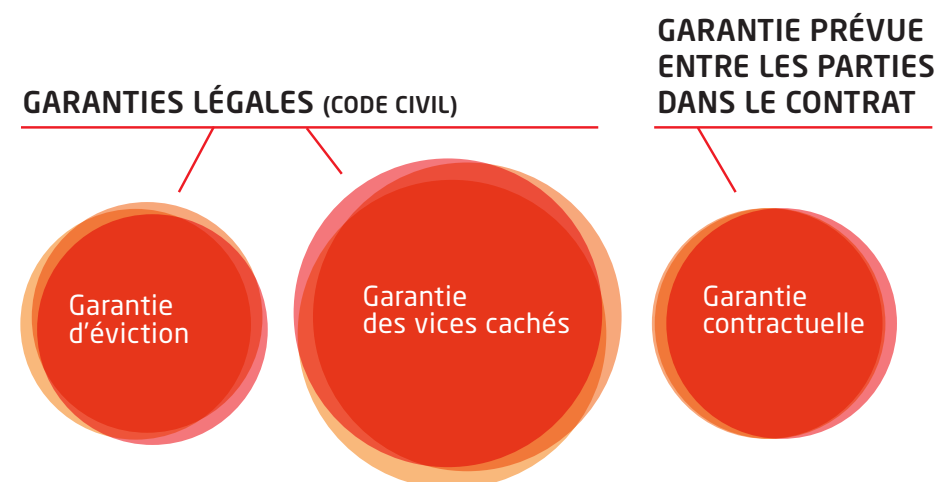 GARANTIES LÉGALES (CODE CIVIL)
GARANTIE PRÉVUE
ENTRE LES PARTIES
DANS LE CONTRAT
Garantie
d'éviction
Garantie
des vices cachés
Garantie
contractuelle